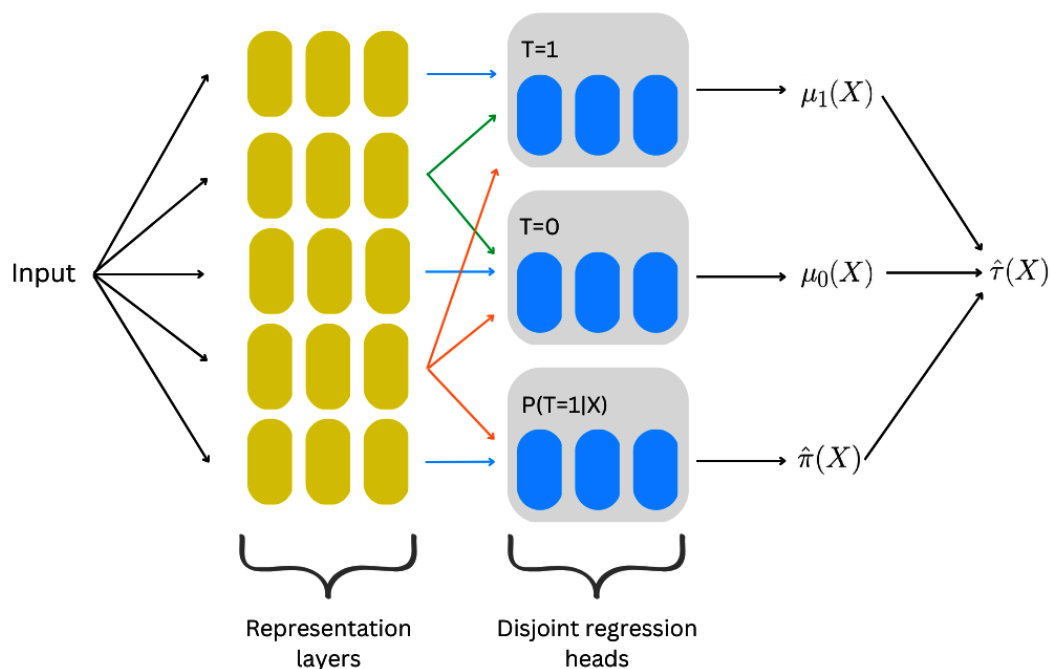 T=1
μ₁(X)
T=0
Input
μ₀(X)
τ̂(X)
P(T=1|X)
π̂(X)
Representation
layers
Disjoint regression
heads